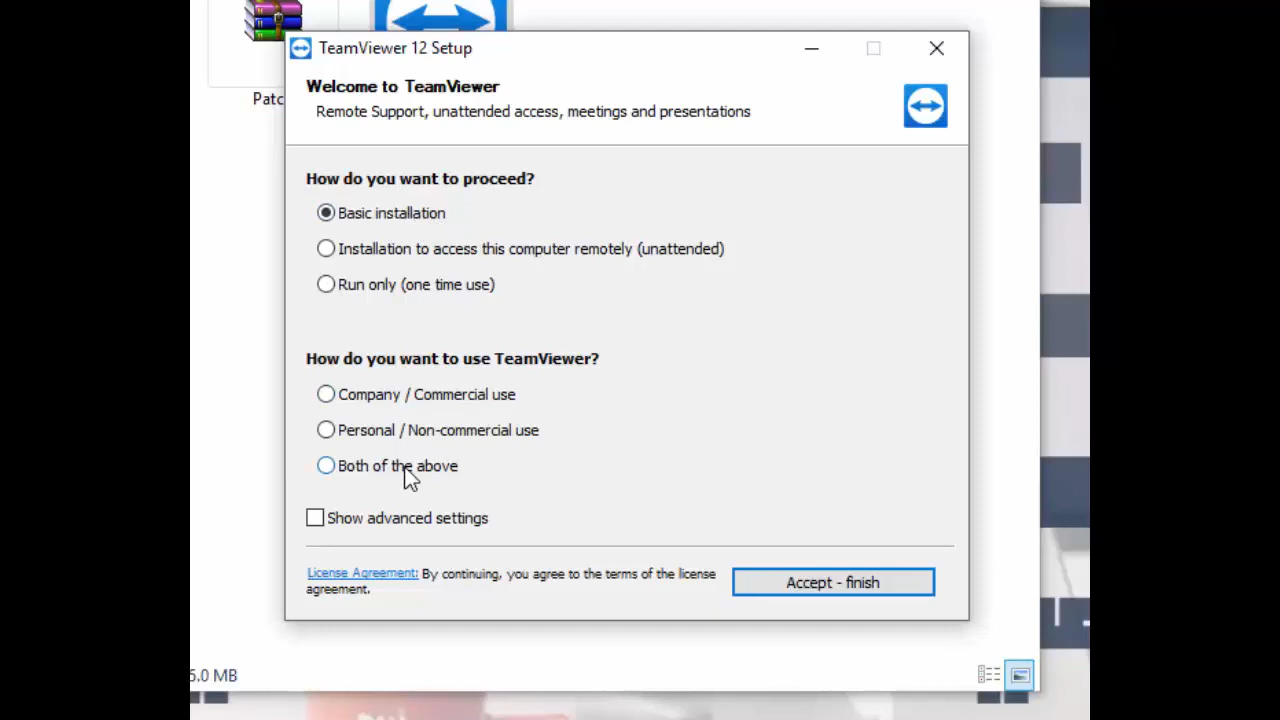 TeamViewer 12 Setup
Patc
Welcome to TeamViewer
Remote Support, unattended access, meetings and presentations
How do you want to proceed?
Basic installation
Installation to access this computer remotely (unattended)
Run only (one time use)
How do you want to use TeamViewer?
Company / Commercial use
Personal / Non-commercial use
Both of the above
Show advanced settings
License Agreement: By continuing, you agree to the terms of the license
agreement.
Accept - finish
5.0 MB